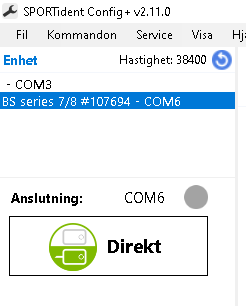 SPORTident Config+ v2.11.0
Fil Kommandon Service Visa Hjä
Enhet Hastighet: 38400
- COM3
BS series 7/8 #107694 - COM6
Anslutning: COM6
Direkt